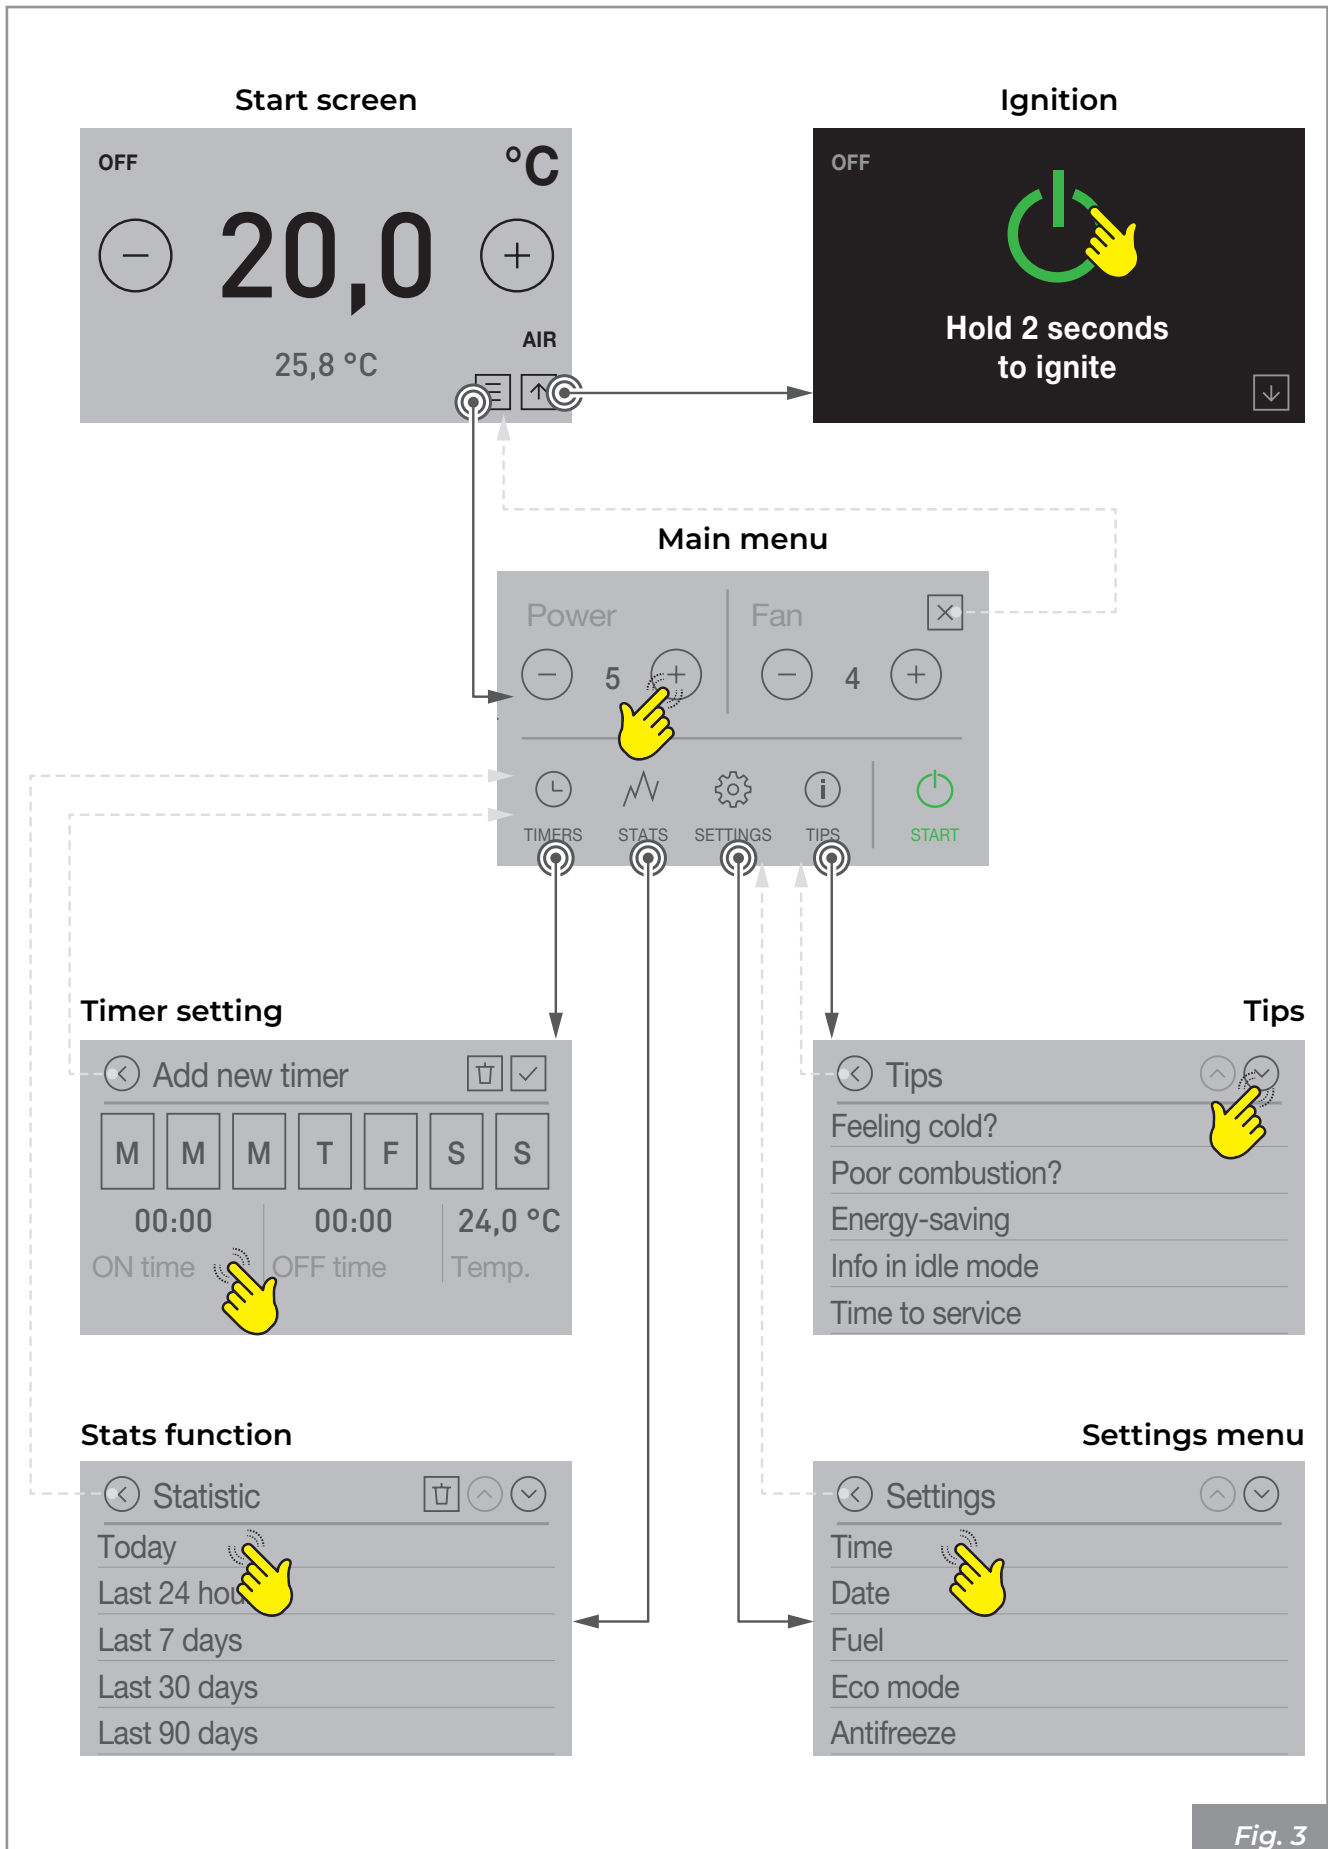 Start screen
OFF
°C
20,0
AIR
25,8 °C
Ignition
OFF
Hold 2 seconds
to ignite
Main menu
Power
Fan
5
4
TIMERS
STATS
SETTINGS
TIPS
START
Timer setting
Add new timer
M M M T F S S
00:00 00:00 24,0 °C
ON time OFF time Temp.
Tips
Tips
Feeling cold?
Poor combustion?
Energy-saving
Info in idle mode
Time to service
Stats function
Statistic
Today
Last 24 hou
Last 7 days
Last 30 days
Last 90 days
Settings menu
Settings
Time
Date
Fuel
Eco mode
Antifreeze
Fig. 3